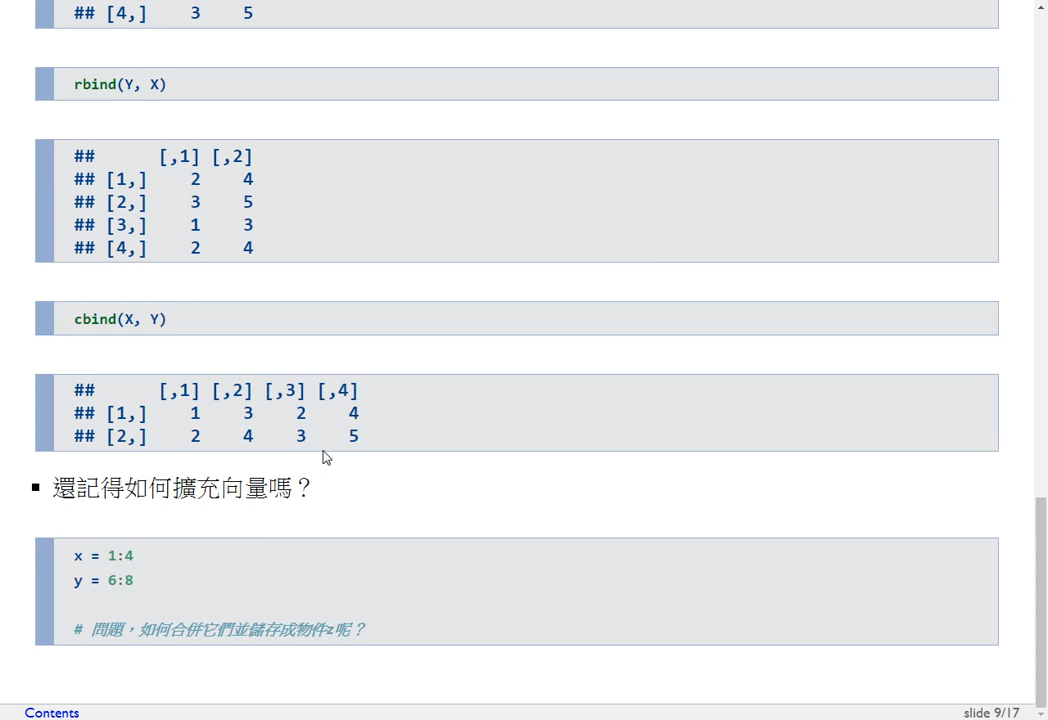 ## [4,]    3    5
rbind(Y, X)
##      [,1] [,2]
## [1,]    2    4
## [2,]    3    5
## [3,]    1    3
## [4,]    2    4
cbind(X, Y)
##      [,1] [,2] [,3] [,4]
## [1,]    1    3    2    4
## [2,]    2    4    3    5
▪ 還記得如何擴充向量嗎？
x = 1:4
y = 6:8
# 問題，如何合併它們並儲存成物件z呢？
Contents
slide 9/17